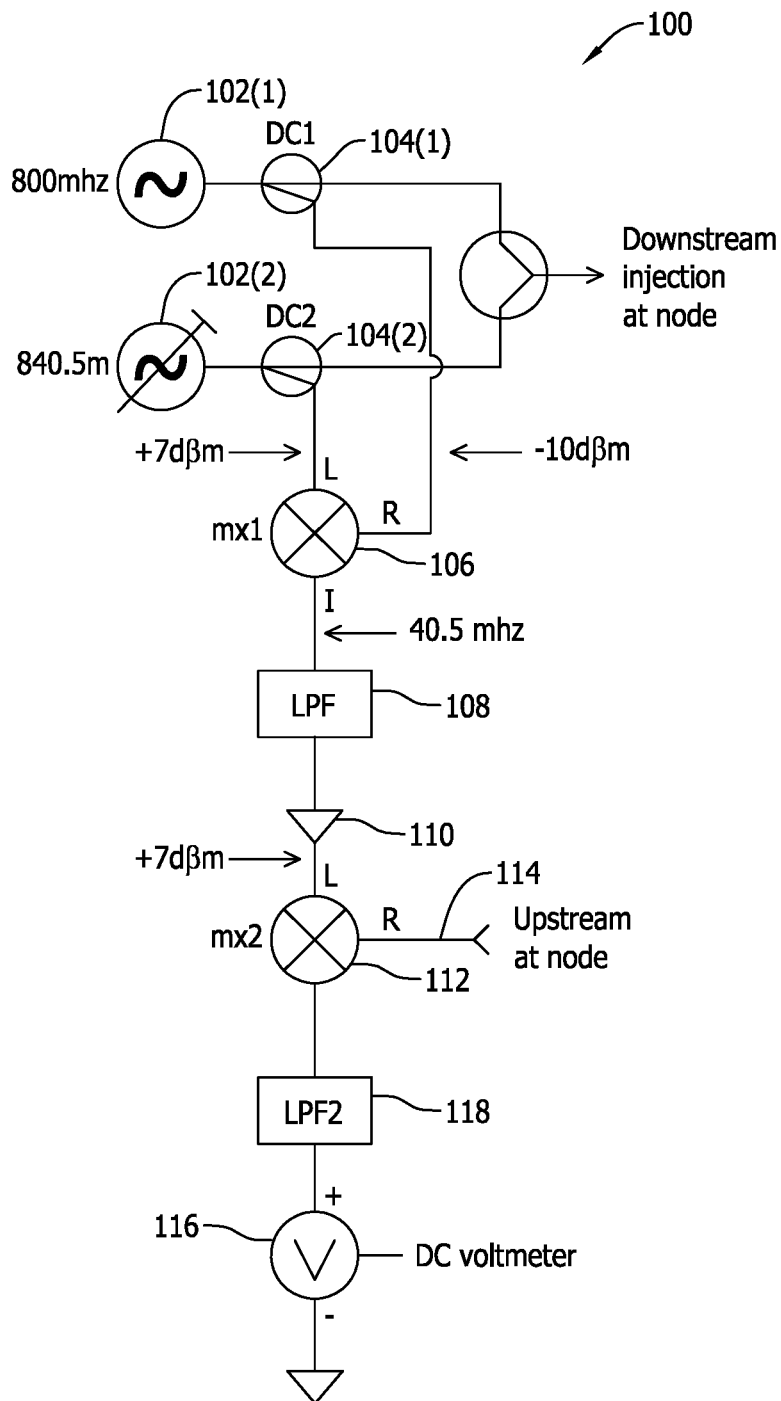 100
102(1)
DC1
104(1)
800mhz
Downstream
injection
at node
102(2)
DC2
104(2)
840.5m
+7dβm
L
-10dβm
R
mx1
106
I
40.5 mhz
LPF
108
110
+7dβm
L
114
R
Upstream
at node
mx2
112
LPF2
118
+
116
DC voltmeter
-